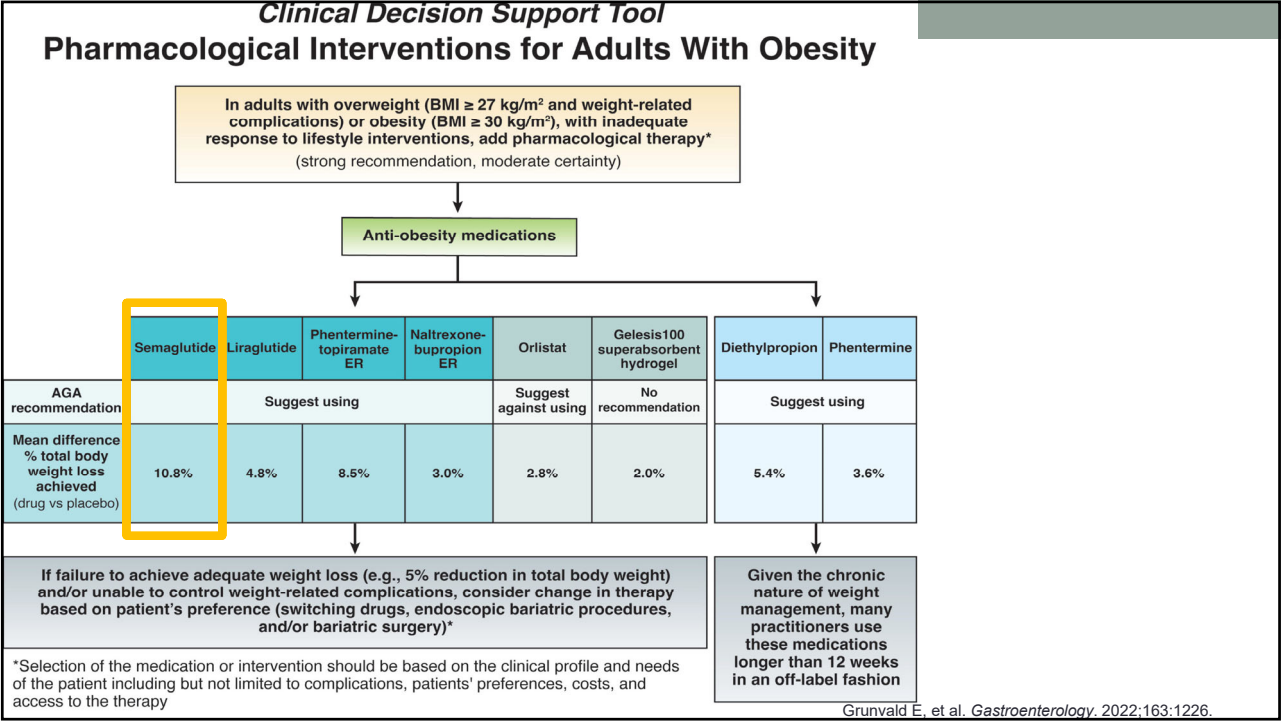 Clinical Decision Support Tool
Pharmacological Interventions for Adults With Obesity
In adults with overweight (BMI ≥ 27 kg/m² and weight-related
complications) or obesity (BMI ≥ 30 kg/m²), with inadequate
response to lifestyle interventions, add pharmacological therapy*
(strong recommendation, moderate certainty)
Anti-obesity medications
Semaglutide
Liraglutide
Phentermine-
topiramate
ER
Naltrexone-
bupropion
ER
Orlistat
Gelesis100
superabsorbent
hydrogel
Diethylpropion
Phentermine
AGA
recommendation
Suggest using
Suggest
against using
No
recommendation
Suggest using
Mean difference
% total body
weight loss
achieved
(drug vs placebo)
10.8%
4.8%
8.5%
3.0%
2.8%
2.0%
5.4%
3.6%
If failure to achieve adequate weight loss (e.g., 5% reduction in total body weight)
and/or unable to control weight-related complications, consider change in therapy
based on patient's preference (switching drugs, endoscopic bariatric procedures,
and/or bariatric surgery)*
Given the chronic
nature of weight
management, many
practitioners use
these medications
longer than 12 weeks
in an off-label fashion
*Selection of the medication or intervention should be based on the clinical profile and needs
of the patient including but not limited to complications, patients' preferences, costs, and
access to the therapy
Grunvald E, et al. Gastroenterology. 2022;163:1226.